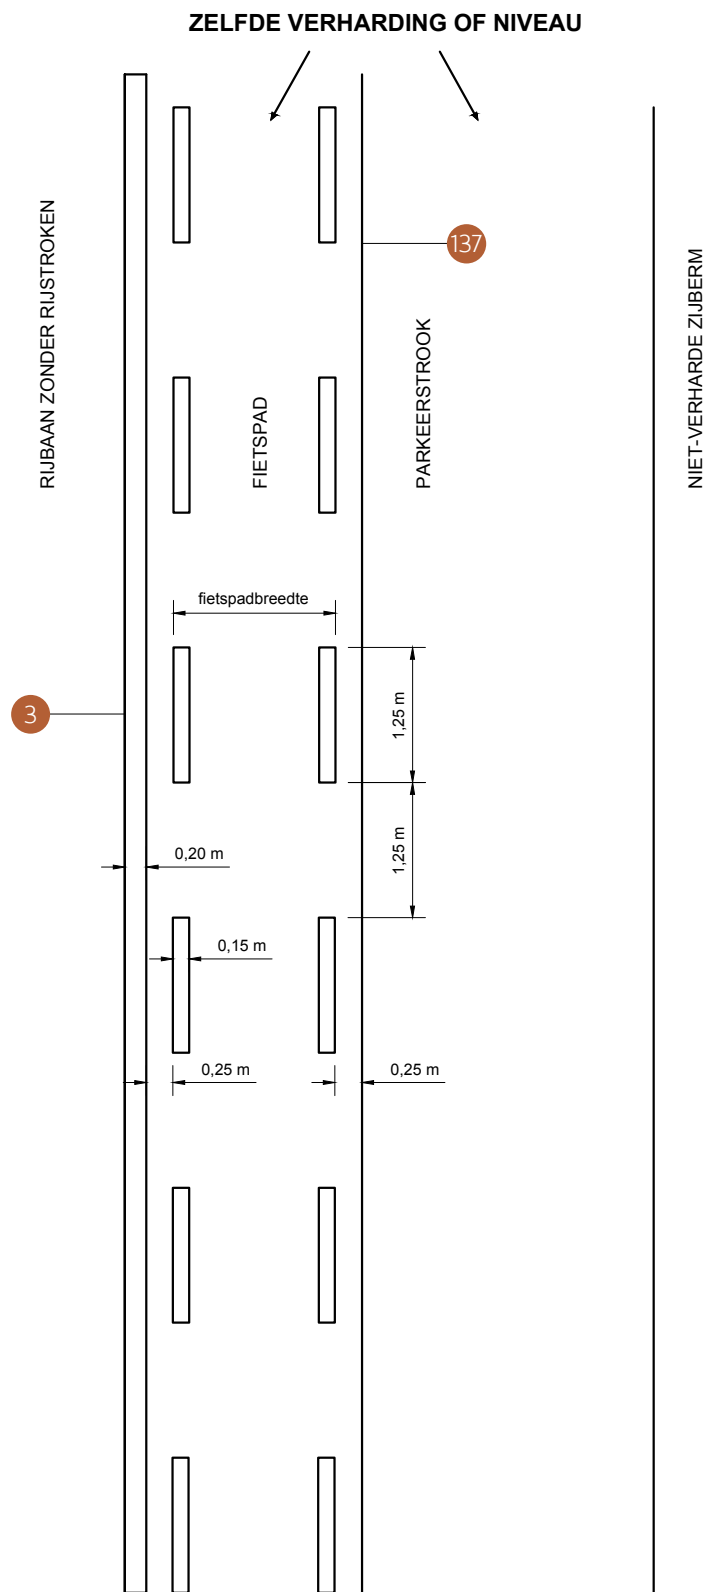 ZELFDE VERHARDING OF NIVEAU
RIJBAAN ZONDER RIJSTROKEN
FIETSPAD
137
PARKEERSTROOK
NIET-VERHARDE ZIJBERM
fietspadbreedte
3
1,25 m
1,25 m
0,20 m
0,15 m
0,25 m
0,25 m